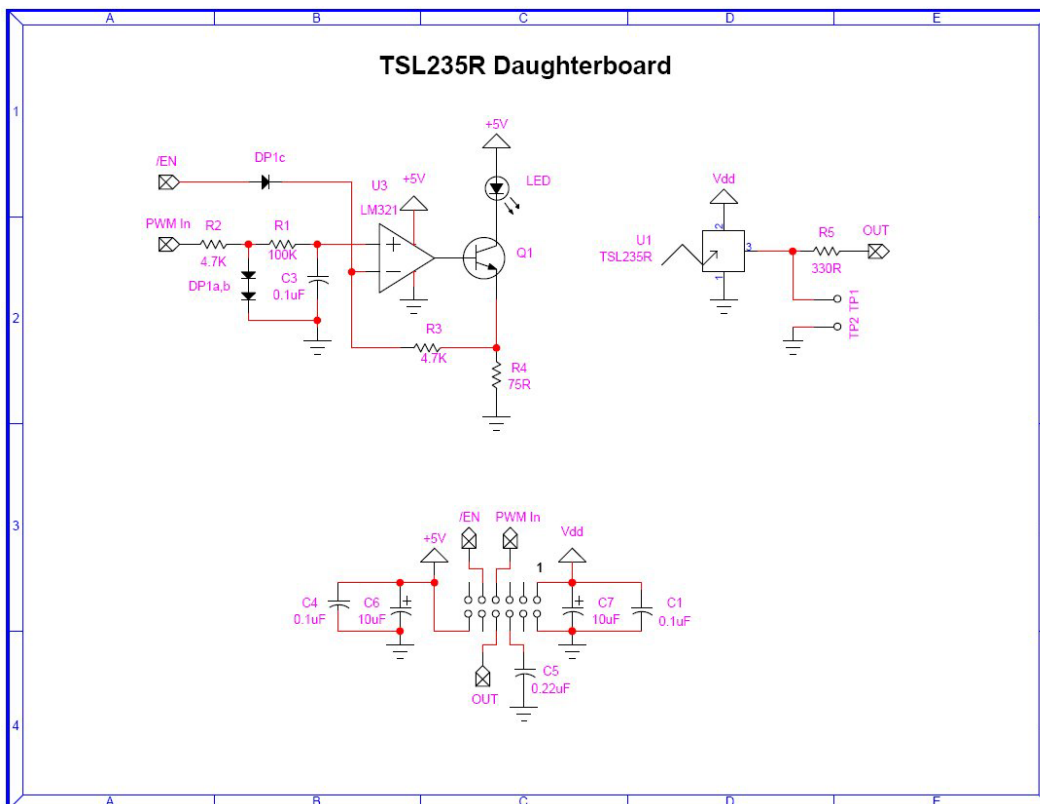 A B C D E
TSL235R Daughterboard
1
+5V
/EN
DP1c
LED
U3
+5V
Vdd
LM321
PWM In
R2
R1
2
OUT
4.7K
100K
Q1
U1
3
R5
TSL235R
330R
DP1a,b
C3
0.1uF
1
TP1
2
R3
TP2
4.7K
R4
75R
3
/EN
PWM In
+5V
1
Vdd
C4
0.1uF
C6
+
10uF
+
C7
10uF
C1
0.1uF
OUT
C5
0.22uF
4
A B C D E